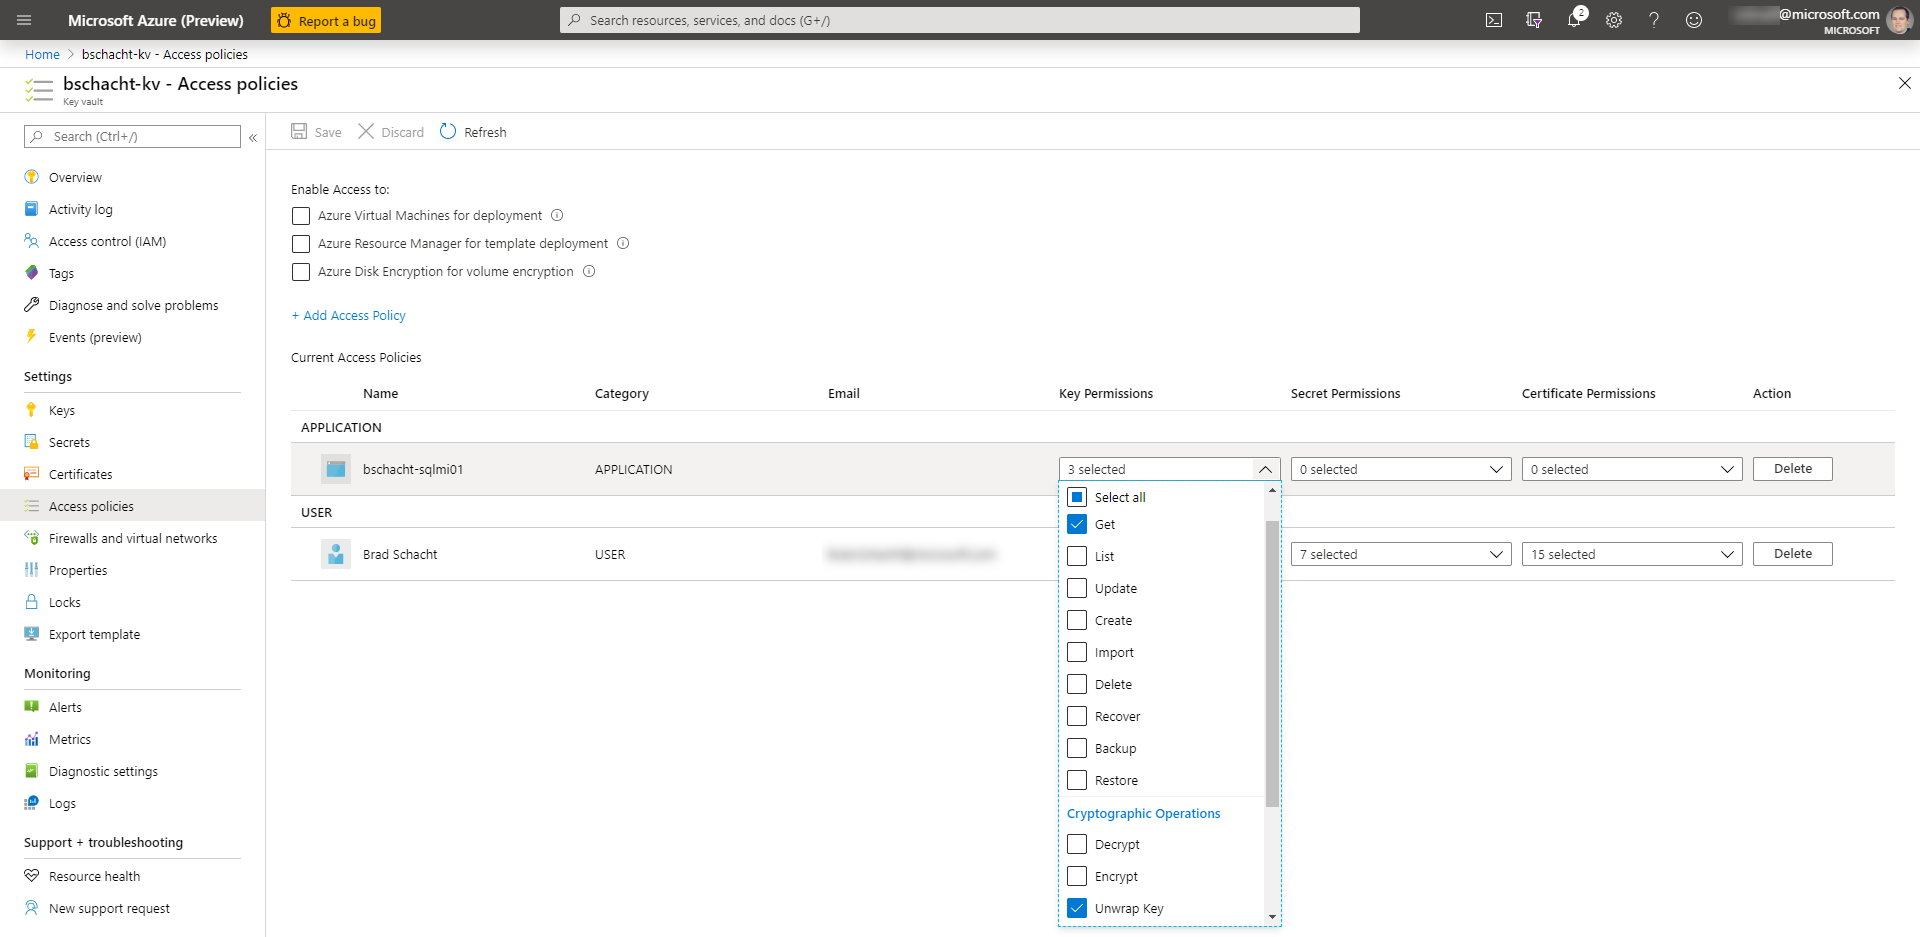 Microsoft Azure (Preview)
Report a bug
Search resources, services, and docs (G+/)
2
@microsoft.com
MICROSOFT
Home > bschacht-kv - Access policies
bschacht-kv - Access policies
Key vault
Search (Ctrl+/)
«
Overview
Activity log
Access control (IAM)
Tags
Diagnose and solve problems
Events (preview)
Settings
Keys
Secrets
Certificates
Access policies
Firewalls and virtual networks
Properties
Locks
Export template
Monitoring
Alerts
Metrics
Diagnostic settings
Logs
Support + troubleshooting
Resource health
New support request
Save Discard Refresh
Enable Access to:
Azure Virtual Machines for deployment
Azure Resource Manager for template deployment
Azure Disk Encryption for volume encryption
+ Add Access Policy
Current Access Policies
Name Category Email Key Permissions Secret Permissions Certificate Permissions Action
APPLICATION
bschacht-sqlmi01 APPLICATION 3 selected 0 selected 0 selected Delete
USER
Brad Schacht USER 7 selected 15 selected Delete
Select all
Get
List
Update
Create
Import
Delete
Recover
Backup
Restore
Cryptographic Operations
Decrypt
Encrypt
Unwrap Key